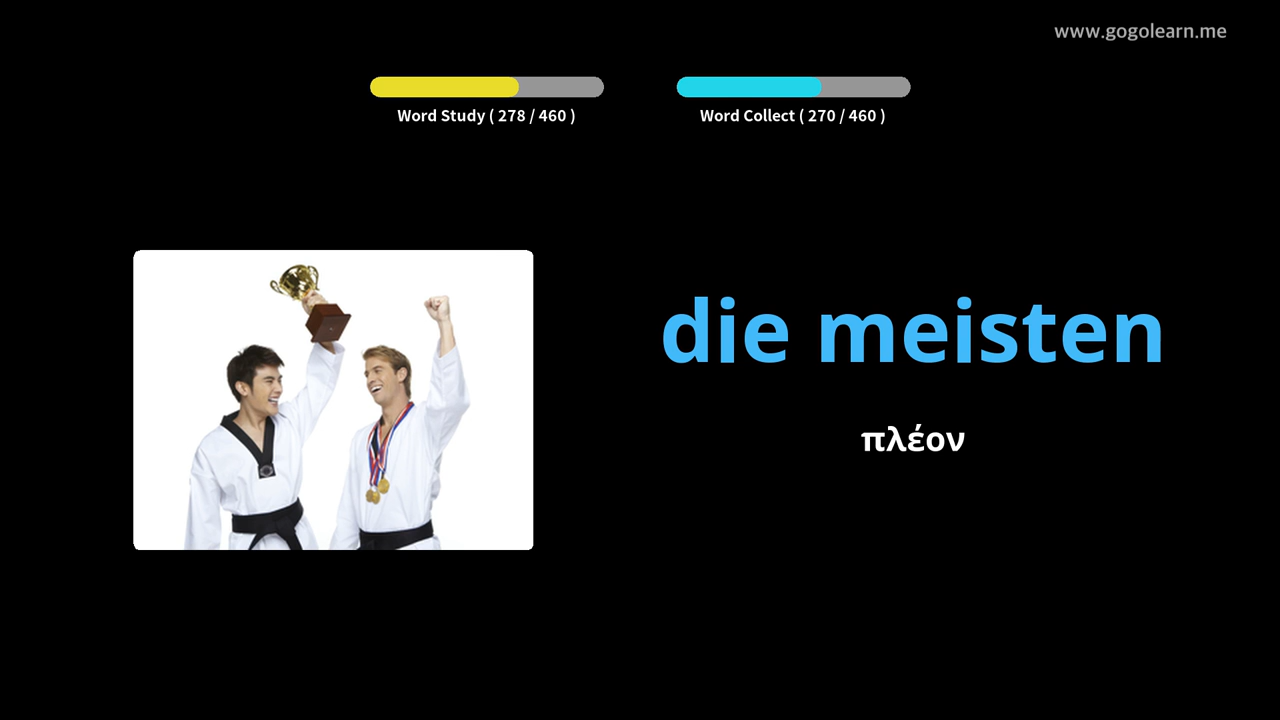 www.gogolearn.me
Word Study ( 278 / 460 )
Word Collect ( 270 / 460 )
die meisten
πλέον